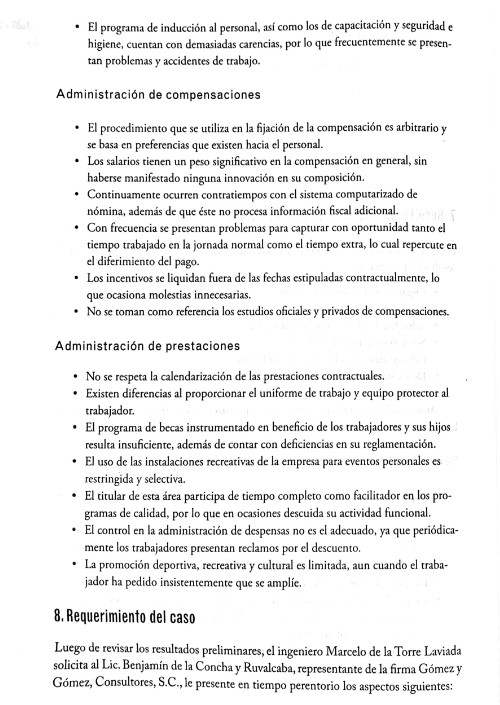 • El programa de inducción al personal, así como los de capacitación y seguridad e
higiene, cuentan con demasiadas carencias, por lo que frecuentemente se presen-
tan problemas y accidentes de trabajo.
Administración de compensaciones
• El procedimiento que se utiliza en la fijación de la compensación es arbitrario y
se basa en preferencias que existen hacia el personal.
• Los salarios tienen un peso significativo en la compensación en general, sin
haberse manifestado ninguna innovación en su composición.
• Continuamente ocurren contratiempos con el sistema computarizado de
nómina, además de que éste no procesa información fiscal adicional.
• Con frecuencia se presentan problemas para capturar con oportunidad tanto el
tiempo trabajado en la jornada normal como el tiempo extra, lo cual repercute en
el diferimiento del pago.
• Los incentivos se liquidan fuera de las fechas estipuladas contractualmente, lo
que ocasiona molestias innecesarias.
• No se toman como referencia los estudios oficiales y privados de compensaciones.
Administración de prestaciones
• No se respeta la calendarización de las prestaciones contractuales.
• Existen diferencias al proporcionar el uniforme de trabajo y equipo protector al
trabajador.
• El programa de becas instrumentado en beneficio de los trabajadores y sus hijos
resulta insuficiente, además de contar con deficiencias en su reglamentación.
• El uso de las instalaciones recreativas de la empresa para eventos personales es
restringida y selectiva.
• El titular de esta área participa de tiempo completo como facilitador en los pro-
gramas de calidad, por lo que en ocasiones descuida su actividad funcional.
• El control en la administración de despensas no es el adecuado, ya que periódica-
mente los trabajadores presentan reclamos por el descuento.
• La promoción deportiva, recreativa y cultural es limitada, aun cuando el traba-
jador ha pedido insistentemente que se amplíe.
8. Requerimiento del caso
Luego de revisar los resultados preliminares, el ingeniero Marcelo de la Torre Laviada
solicita al Lic. Benjamín de la Concha y Ruvalcaba, representante de la firma Gómez y
Gómez, Consultores, S.C., le presente en tiempo perentorio los aspectos siguientes: